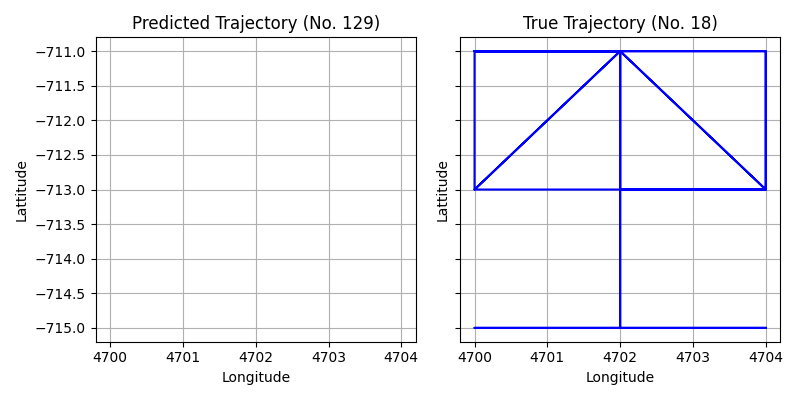 Predicted Trajectory (No. 129)
True Trajectory (No. 18)
Lattitude
−711.0
−711.5
−712.0
−712.5
−713.0
−713.5
−714.0
−714.5
−715.0
4700 4701 4702 4703 4704
Longitude
Lattitude
4700 4701 4702 4703 4704
Longitude